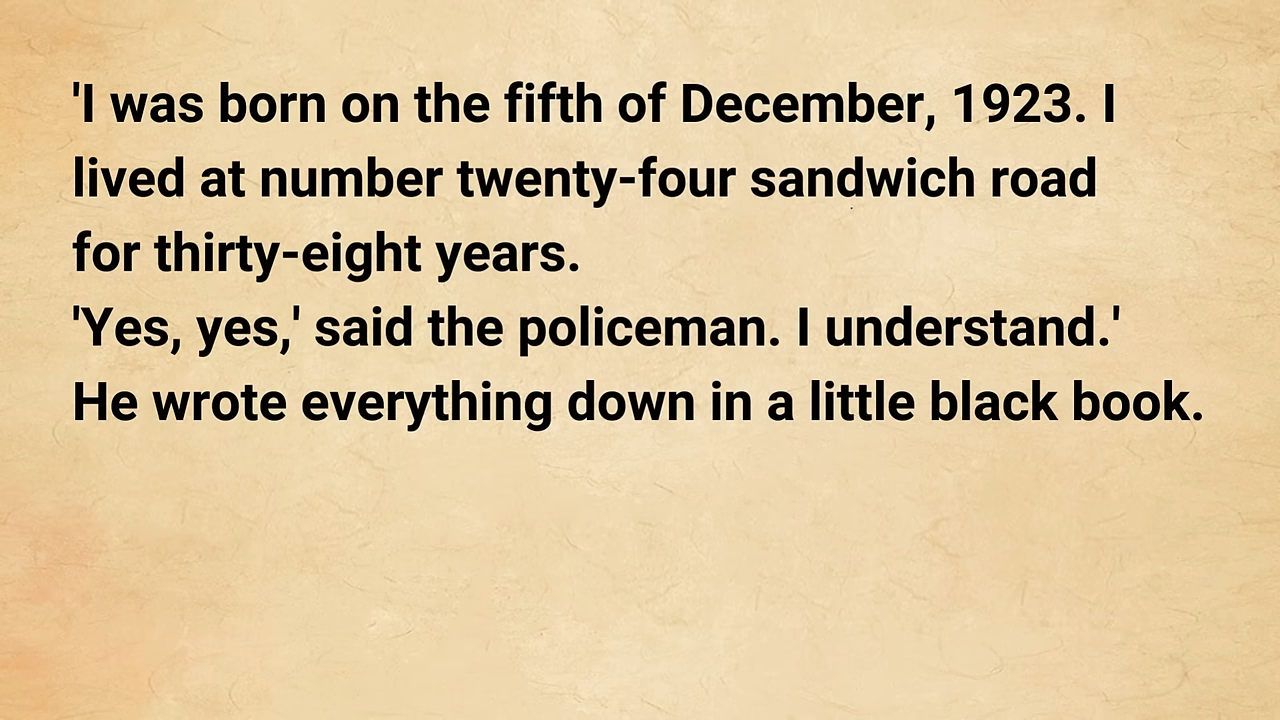 'I was born on the fifth of December, 1923. I
lived at number twenty-four sandwich road
for thirty-eight years.
'Yes, yes,' said the policeman. I understand.'
He wrote everything down in a little black book.